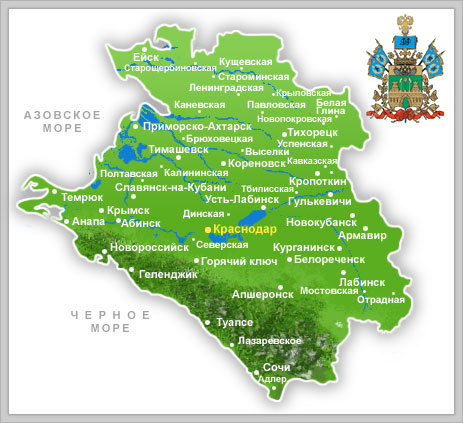 Ейск
Кущевская
Старощербиновская
Староминская
Ленинградская
Крыловская
Каневская
Павловская
Белая
Глина
Новопокровская
АЗОВСКОЕ
МОРЕ
Приморско-Ахтарск
Тихорецк
Брюховецкая
Успенская
Тимашевск
Выселки
Кореновск
Кавказская
Полтавская
Калининская
Кропоткин
Славянск-на-Кубани
Тбилисская
Темрюк
Усть-Лабинск
Гулькевичи
Крымск
Динская
Анапа
Абинск
Новокубанск
Краснодар
Армавир
Новороссийск
Северская
Курганинск
Горячий ключ
Белореченск
Геленджик
Лабинск
Апшеронск
Мостовская
Отрадная
ЧЕРНОЕ
МОРЕ
Туапсе
Лазаревское
Сочи
Адлер